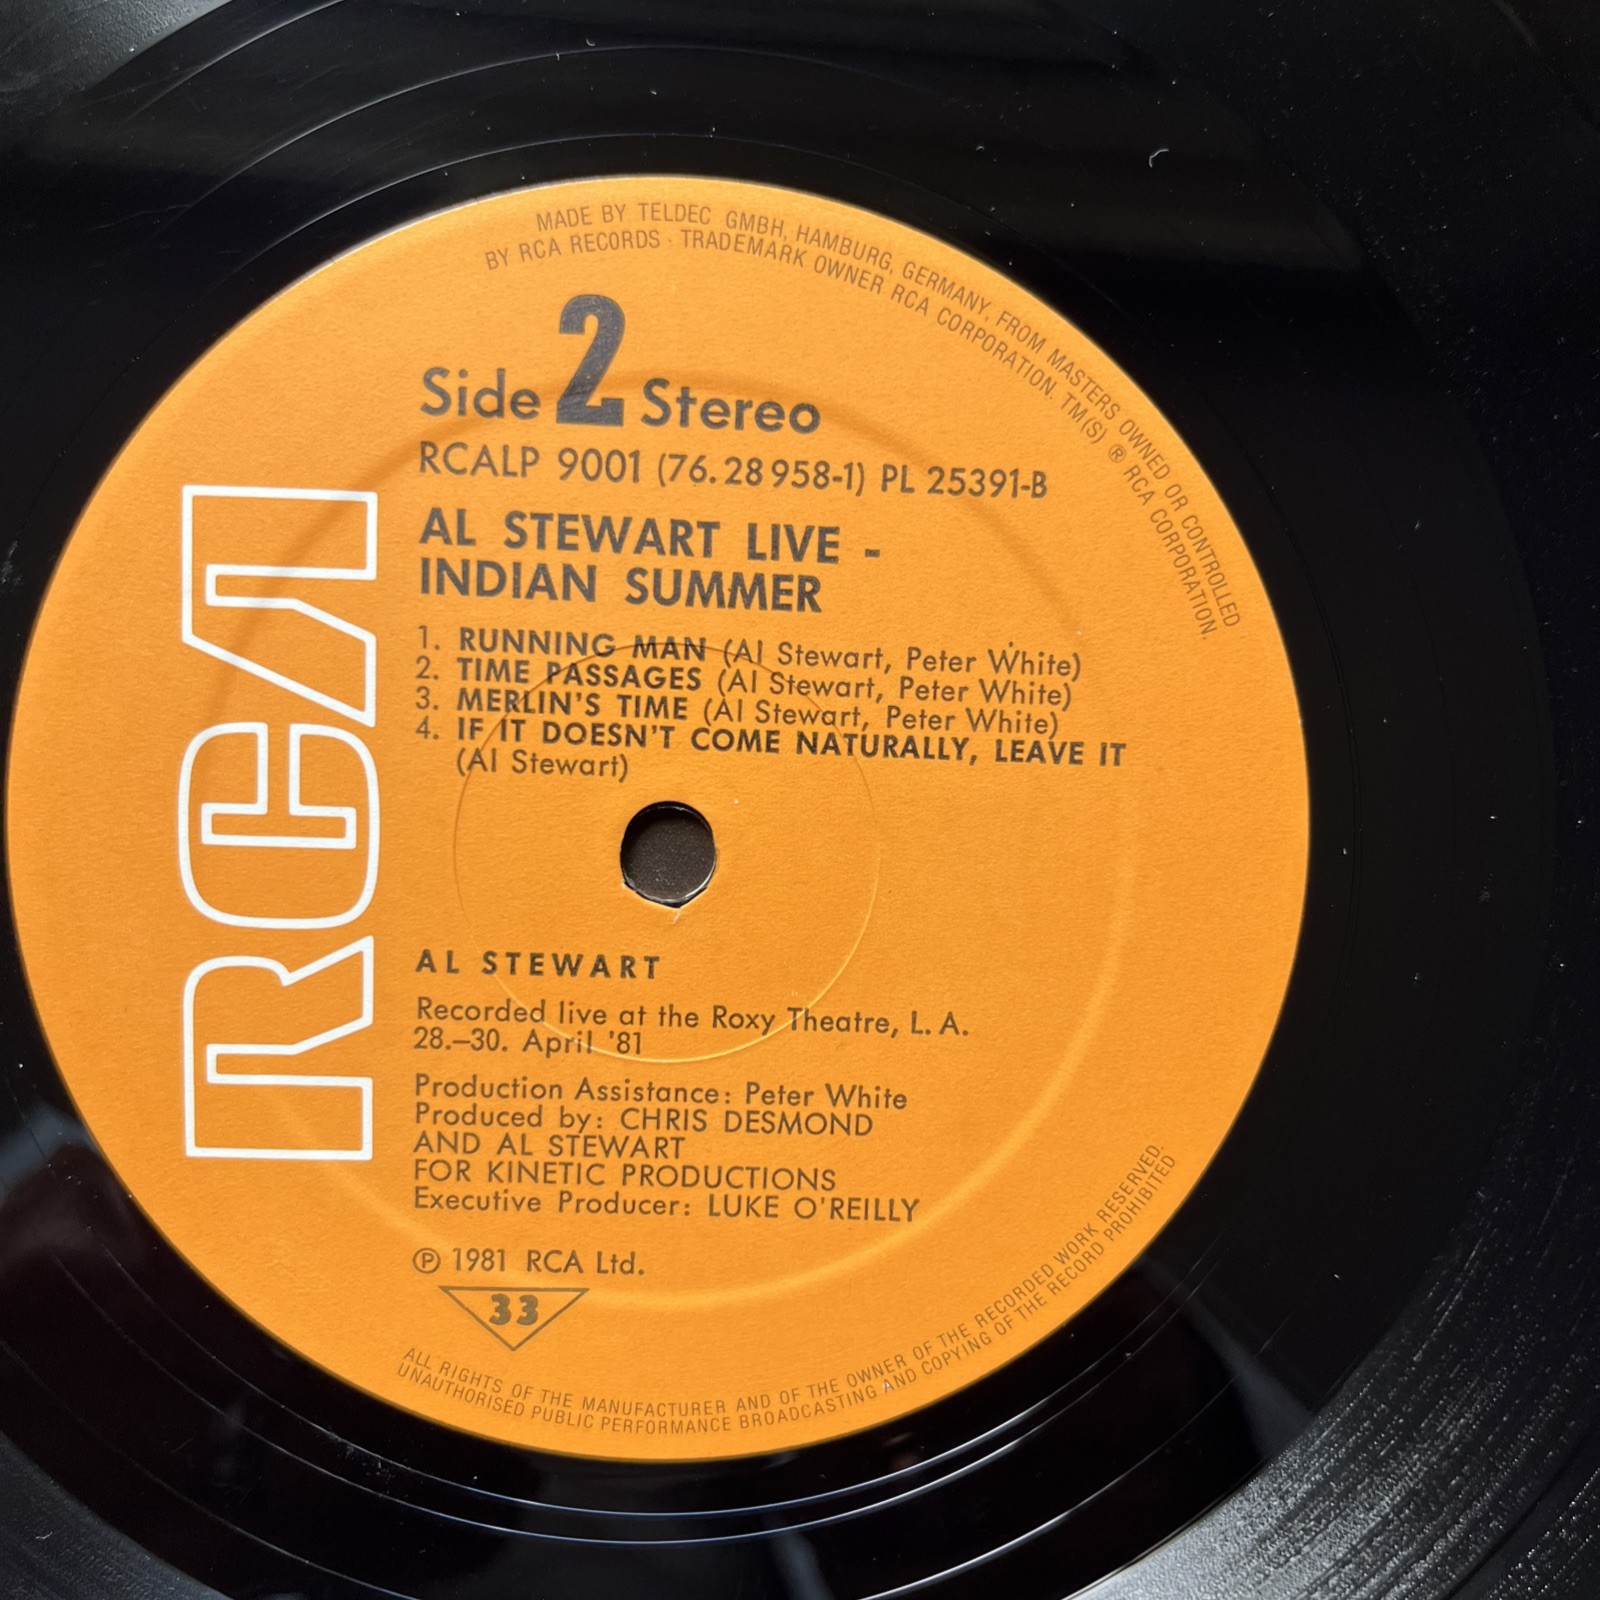 MADE BY TELDEC GMBH, HAMBURG, GERMANY, FROM MASTERS OWNED OR CONTROLLED
BY RCA RECORDS · TRADEMARK OWNER RCA CORPORATION. TM(S) ® RCA CORPORATION.
Side 2 Stereo
RCALP 9001 (76.28 958-1) PL 25391-B
AL STEWART LIVE -
INDIAN SUMMER
1. RUNNING MAN (Al Stewart, Peter White)
2. TIME PASSAGES (Al Stewart, Peter White)
3. MERLIN'S TIME (Al Stewart, Peter White)
4. IF IT DOESN'T COME NATURALLY, LEAVE IT
(Al Stewart)
RCA
AL STEWART
Recorded live at the Roxy Theatre, L. A.
28.–30. April '81
Production Assistance: Peter White
Produced by: CHRIS DESMOND
AND AL STEWART
FOR KINETIC PRODUCTIONS
Executive Producer: LUKE O'REILLY
℗ 1981 RCA Ltd.
33
ALL RIGHTS OF THE MANUFACTURER AND OF THE OWNER OF THE RECORDED WORK RESERVED.
UNAUTHORISED PUBLIC PERFORMANCE BROADCASTING AND COPYING OF THE RECORD PROHIBITED